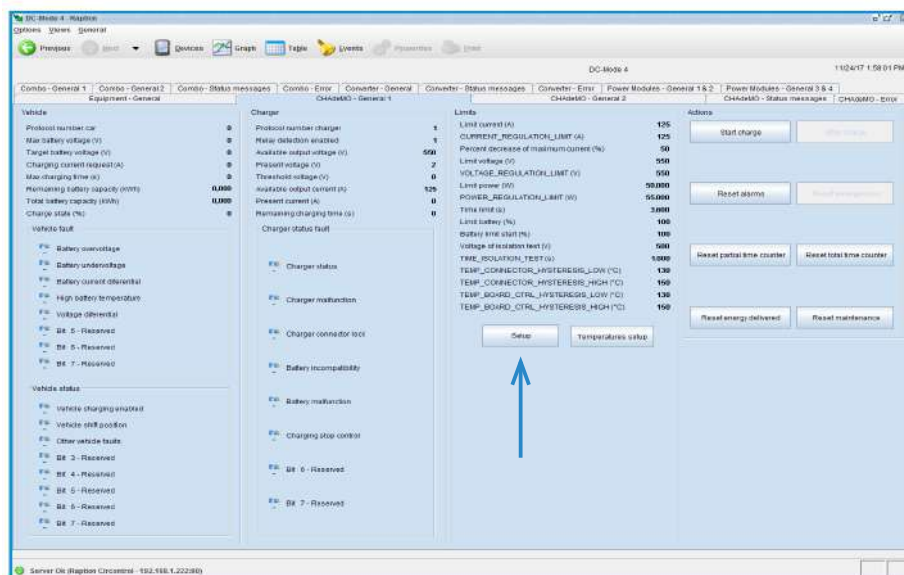 DC-Mode 4 - Raption
Options Views General
Previous Next Devices Graph Table Events Properties Print
DC-Mode 4
11/24/17 1:58:01 PM
Combo - General 1 Combo - General 2 Combo - Status messages Combo - Error Converter - General Converter - Status messages Converter - Error Power Modules - General 1 & 2 Power Modules - General 3 & 4
Equipment - General CHAdeMO - General 1 CHAdeMO - General 2 CHAdeMO - Status messages CHAdeMO - Error
Vehicle
Protocol number car 0
Max battery voltage (V) 0
Target battery voltage (V) 0
Charging current request (A) 0
Max charging time (s) 0
Remaining battery capacity (kWh) 0,000
Total battery capacity (kWh) 0,000
Charge state (%) 0
Vehicle fault
Battery overvoltage
Battery undervoltage
Battery current diferential
High battery temperature
Voltage diferential
Bit 5 - Reserved
Bit 6 - Reserved
Bit 7 - Reserved
Vehicle status
Vehicle charging enabled
Vehicle shift position
Other vehicle faults
Bit 3 - Reserved
Bit 4 - Reserved
Bit 5 - Reserved
Bit 6 - Reserved
Bit 7 - Reserved
Charger
Protocol number charger 1
Relay detection enabled 1
Available output voltage (V) 550
Present voltage (V) 2
Threshold voltage (V) 0
Available output current (A) 125
Present current (A) 0
Remaining charging time (s) 0
Charger status fault
Charger status
Charger malfunction
Charger connector lock
Battery incompatibility
Battery malfunction
Charging stop control
Bit 6 - Reserved
Bit 7 - Reserved
Limits
Limit current (A) 125
CURRENT_REGULATION_LIMIT (A) 125
Percent decrease of maximum current (%) 50
Limit voltage (V) 550
VOLTAGE_REGULATION_LIMIT (V) 550
Limit power (W) 50.000
POWER_REGULATION_LIMIT (W) 55.000
Time limit (s) 3.600
Limit battery (%) 100
Battery limit start (%) 100
Voltage of isolation test (V) 500
TIME_ISOLATION_TEST (s) 1.000
TEMP_CONNECTOR_HYSTERESIS_LOW (°C) 130
TEMP_CONNECTOR_HYSTERESIS_HIGH (°C) 150
TEMP_BOARD_CTRL_HYSTERESIS_LOW (°C) 130
TEMP_BOARD_CTRL_HYSTERESIS_HIGH (°C) 150
Setup Temperatures setup
Actions
Start charge Stop charge
Reset alarms
Reset partial time counter Reset total time counter
Reset energy delivered Reset maintenance
Server Ok (Raption Circontrol - 192.168.1.222:80)